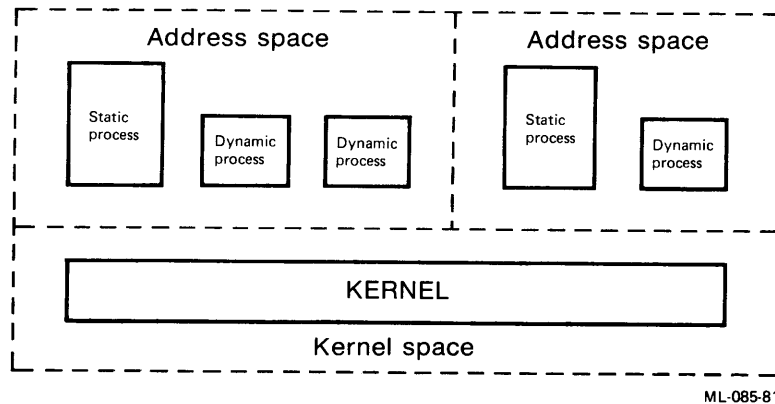 Address space
Address space
Static
process
Dynamic
process
Dynamic
process
Static
process
Dynamic
process
KERNEL
Kernel space